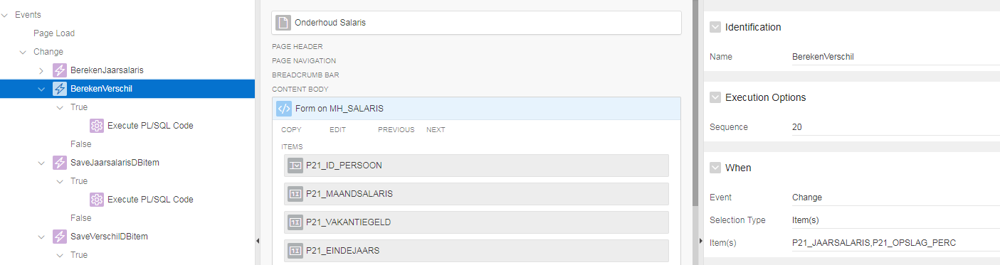 Events
Page Load
Change
BerekenJaarsalaris
BerekenVerschil
True
Execute PL/SQL Code
False
SaveJaarsalarisDBitem
True
Execute PL/SQL Code
False
SaveVerschilDBitem
True
Onderhoud Salaris
PAGE HEADER
PAGE NAVIGATION
BREADCRUMB BAR
CONTENT BODY
Form on MH_SALARIS
COPY EDIT PREVIOUS NEXT
ITEMS
P21_ID_PERSOON
P21_MAANDSALARIS
P21_VAKANTIEGELD
P21_EINDEJAARS
Identification
Name BerekenVerschil
Execution Options
Sequence 20
When
Event Change
Selection Type Item(s)
Item(s) P21_JAARSALARIS,P21_OPSLAG_PERC